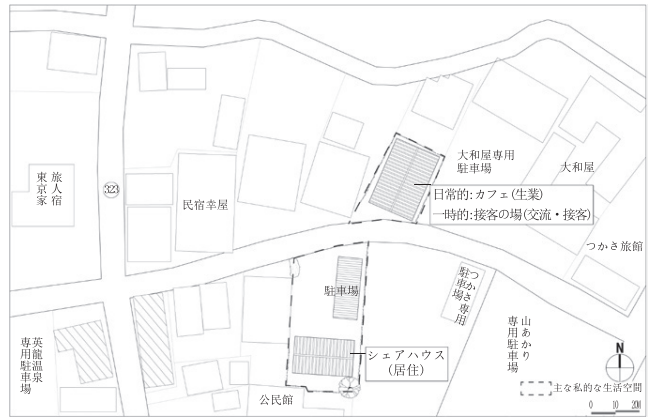 大和屋専用
駐車場
大和屋
旅人宿
東京家
323
民宿幸屋
日常的:カフェ(生業)
一時的:接客の場(交流・接客)
つかさ旅館
つかさ専用
駐車場
駐車場
山あかり
専用駐車場
英龍温泉
専用駐車場
シェアハウス
(居住)
公民館
N
主な私的な生活空間
0 10 20M